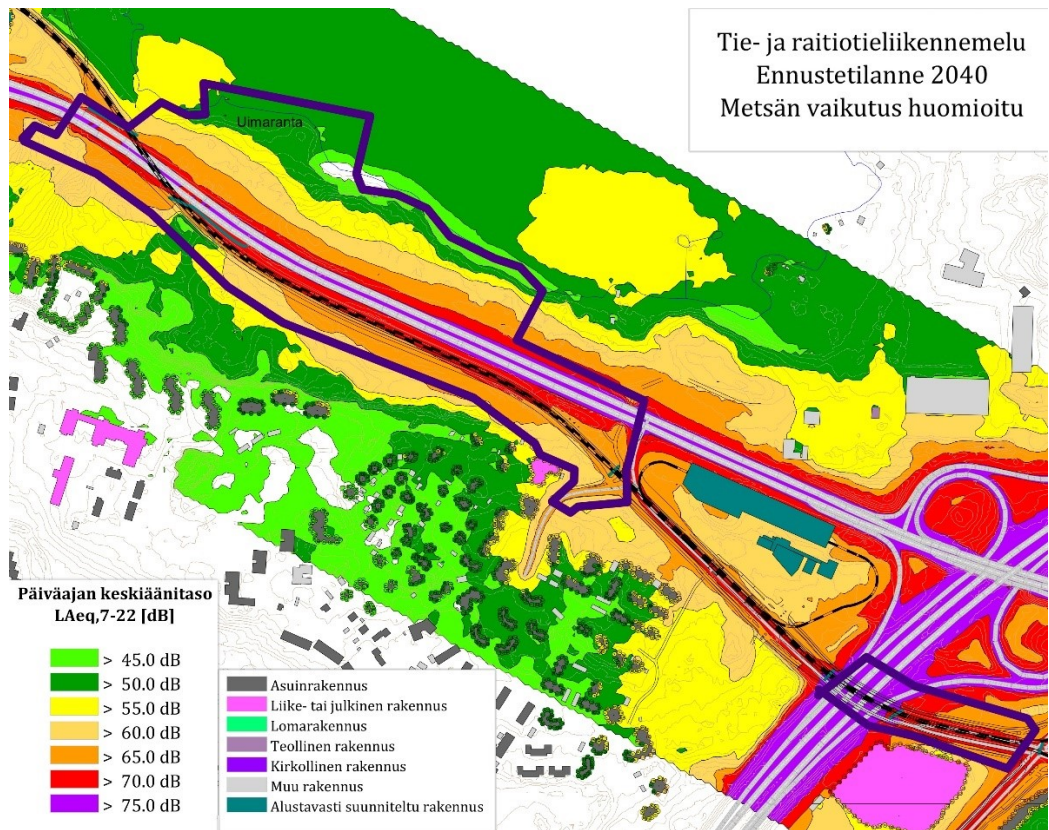 Tie- ja raitiotieliikennemelu
Ennustetilanne 2040
Metsän vaikutus huomioitu
Uimaranta
Päiväajan keskiäänitaso
LAeq,7-22 [dB]
> 45.0 dB
> 50.0 dB
> 55.0 dB
> 60.0 dB
> 65.0 dB
> 70.0 dB
> 75.0 dB
Asuinrakennus
Liike- tai julkinen rakennus
Lomarakennus
Teollinen rakennus
Kirkollinen rakennus
Muu rakennus
Alustavasti suunniteltu rakennus